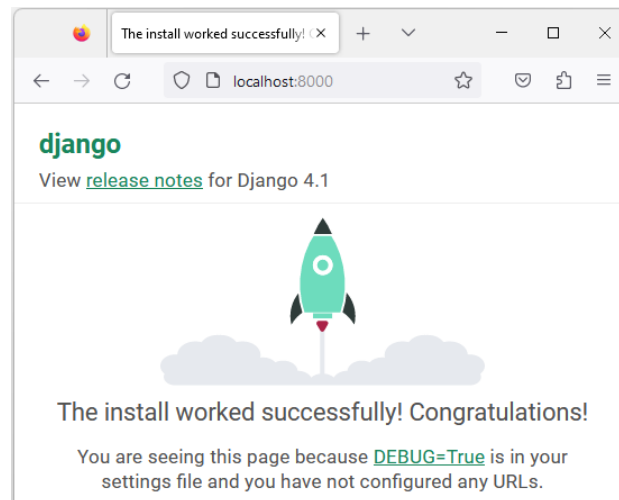 The install worked successfully!
localhost:8000
django
View release notes for Django 4.1
The install worked successfully! Congratulations!
You are seeing this page because DEBUG=True is in your
settings file and you have not configured any URLs.